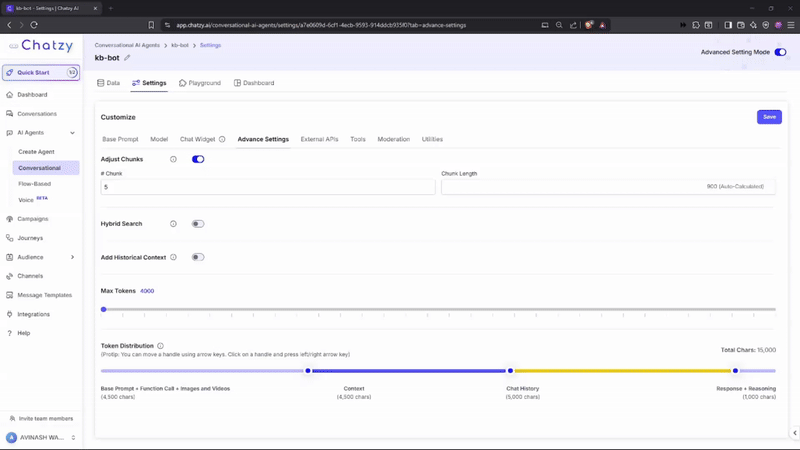 kb-bot - Settings | Chatzy AI
app.chatzy.ai/conversational-ai-agents/settings/a7e0609d-6cf1-4ecb-9593-914ddcb935f0?tab=advance-settings
Chatzy
Conversational AI Agents > kb-bot > Settings
kb-bot
Advanced Setting Mode
Quick Start
Data
Settings
Playground
Dashboard
Dashboard
Conversations
AI Agents
Create Agent
Conversational
Flow-Based
Voice BETA
Campaigns
Journeys
Audience
Channels
Message Templates
Integrations
Help
Invite team members
AVINASH WA...
Customize
Save
Base Prompt Model Chat Widget Advance Settings External APIs Tools Moderation Utilities
Adjust Chunks
# Chunk
Chunk Length
5
900 (Auto-Calculated)
Hybrid Search
Add Historical Context
Max Tokens 4000
Token Distribution
Total Chars: 15,000
(Protip: You can move a handle using arrow keys. Click on a handle and press left/right arrow key)
Base Prompt + Function Call + Images and Videos
(4,500 chars)
Context
(4,500 chars)
Chat History
(5,000 chars)
Response + Reasoning
(1,000 chars)